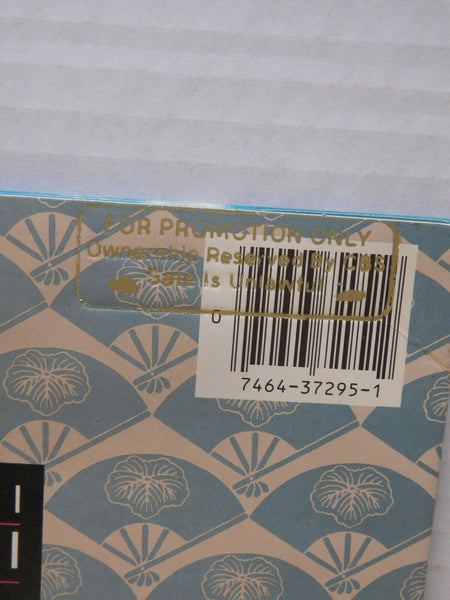 FOR PROMOTION ONLY
Ownership Reserved By CBS
Sale Is Unlawful
0
7464-37295-1